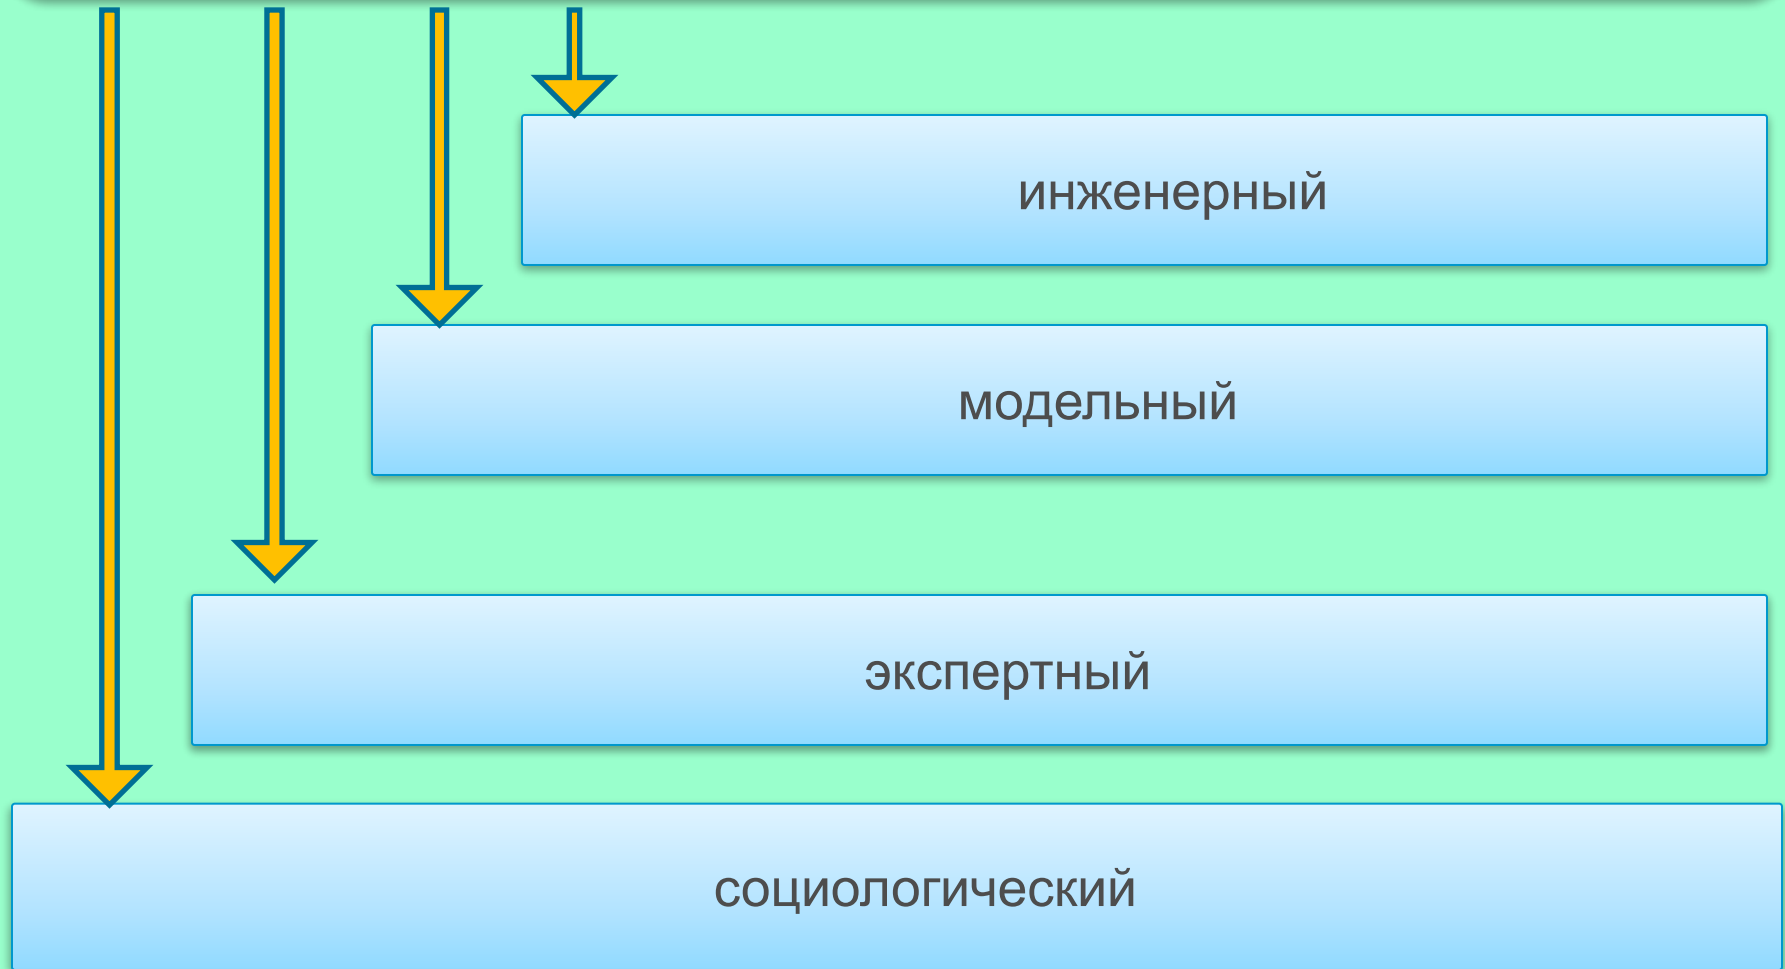 инженерный
модельный
экспертный
социологический